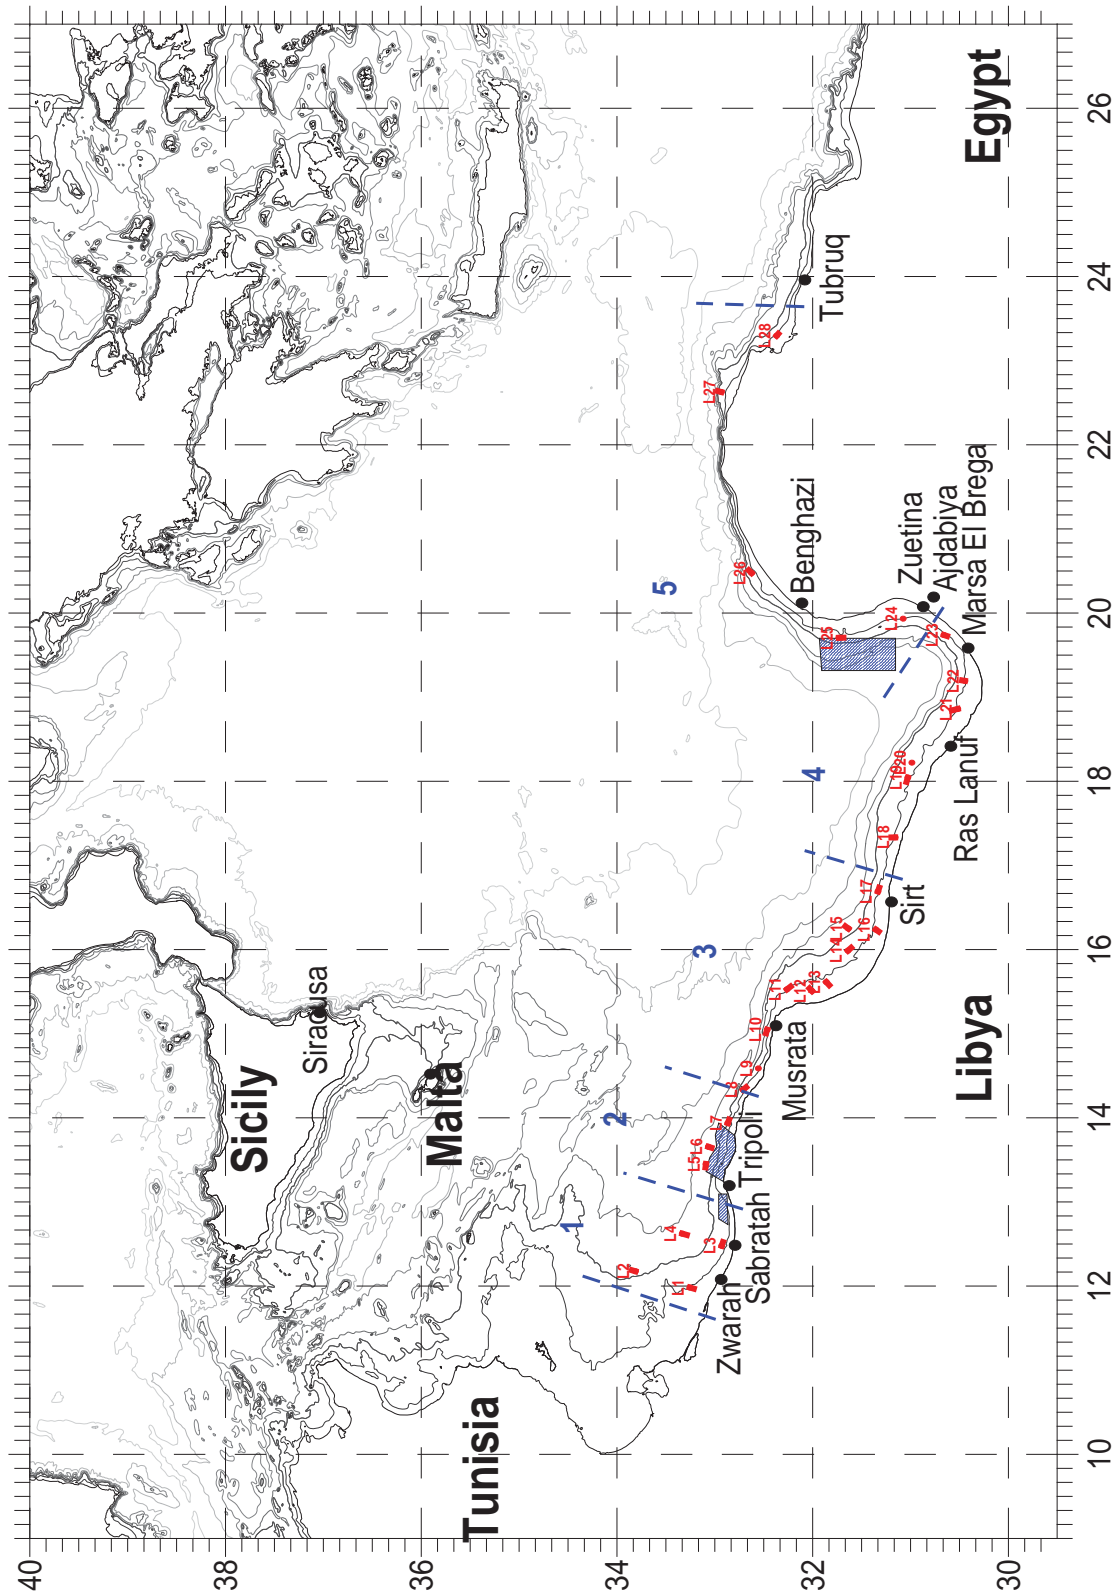 40
38
36
34
32
30
10
12
14
16
18
20
22
24
26
Sicily
Siracusa
Malta
Tunisia
Libya
Egypt
1
2
3
4
5
Zwarah
Sabratah
Tripoli
Musrata
Sirt
Ras Lanuf
Marsa El Brega
Ajdabiya
Zuetina
Benghazi
Tubruq
L1
L2
L3
L4
L5
L6
L7
L8
L9
L10
L11
L12
L13
L14
L15
L16
L17
L18
L19
L20
L21
L22
L23
L24
L25
L26
L27
L28